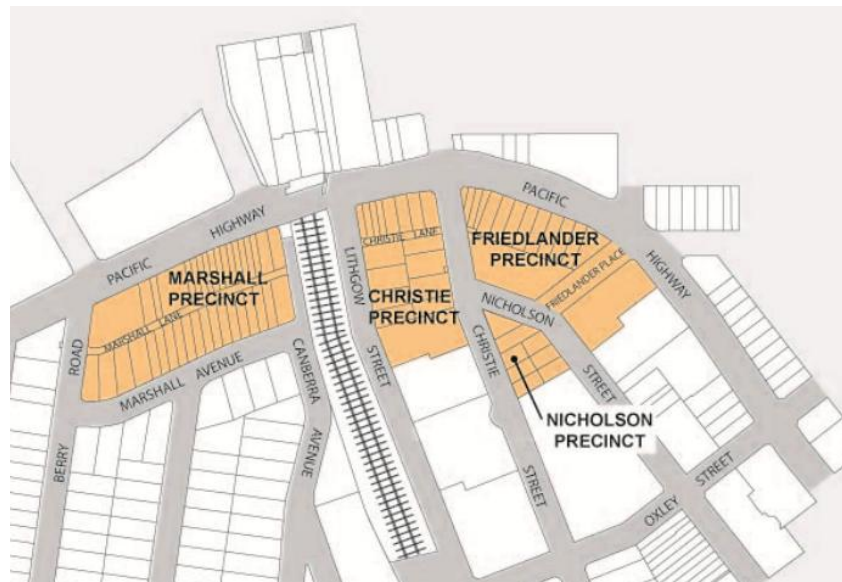 PACIFIC
HIGHWAY
PACIFIC
HIGHWAY
MARSHALL
PRECINCT
MARSHALL LANE
MARSHALL AVENUE
BERRY
ROAD
CANBERRA
AVENUE
LITHGOW
STREET
CHRISTIE LANE
CHRISTIE
PRECINCT
CHRISTIE
STREET
FRIEDLANDER
PRECINCT
FRIEDLANDER PLACE
NICHOLSON
STREET
NICHOLSON
PRECINCT
OXLEY
STREET